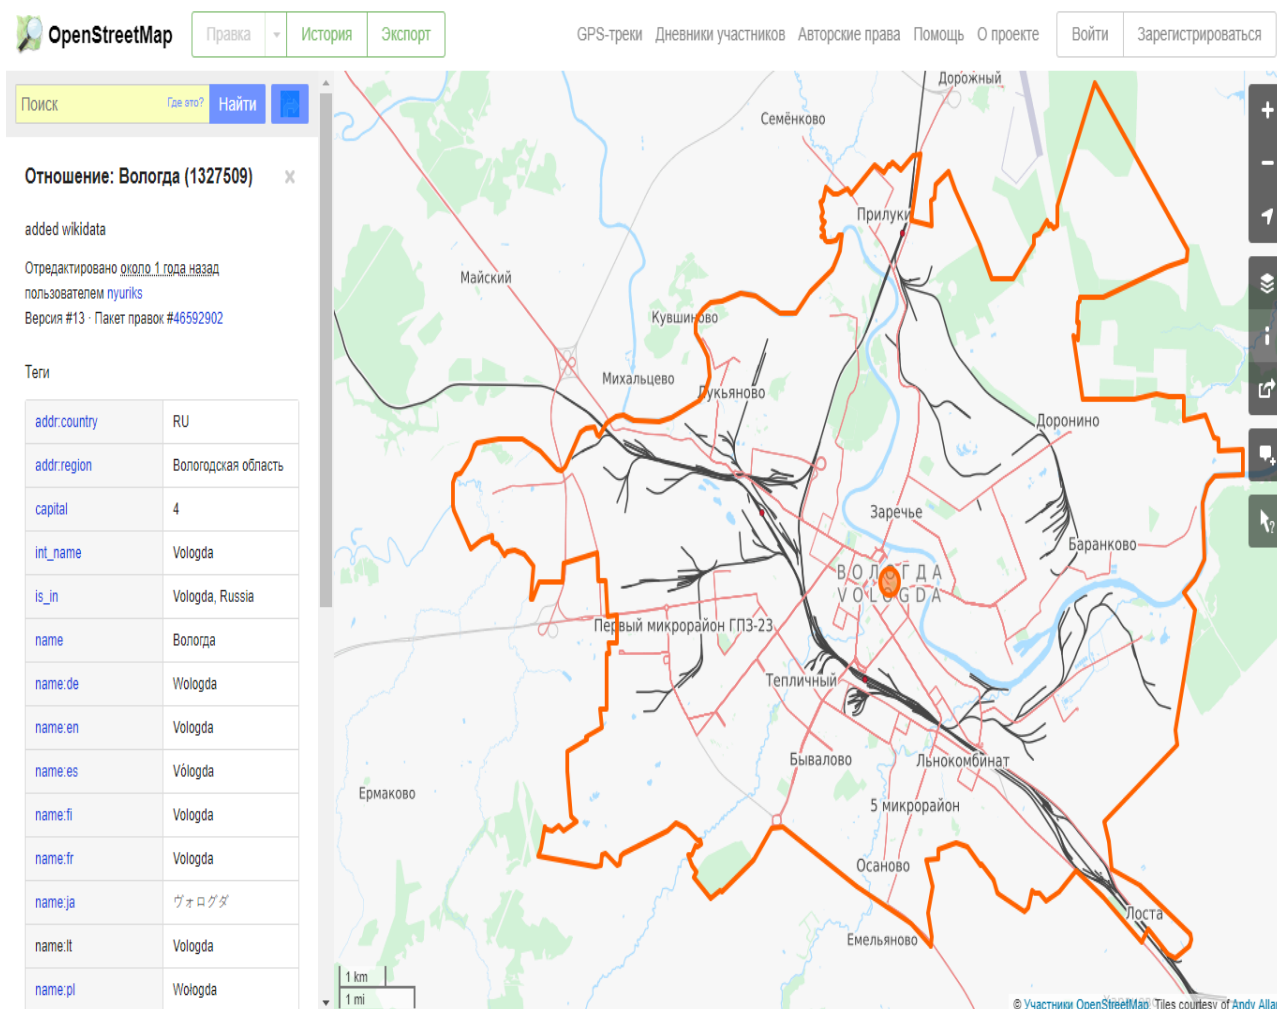 OpenStreetMap
Правка
История
Экспорт
GPS-треки Дневники участников Авторские права Помощь О проекте
Войти
Зарегистрироваться
Поиск
Где это?
Найти
Отношение: Вологда (1327509)
×
added wikidata
Отредактировано около 1 года назад
пользователем nyuriks
Версия #13 · Пакет правок #46592902
Теги
addr:country RU
addr:region Вологодская область
capital 4
int_name Vologda
is_in Vologda, Russia
name Вологда
name:de Wologda
name:en Vologda
name:es Vólogda
name:fi Vologda
name:fr Vologda
name:ja ヴォログダ
name:lt Vologda
name:pl Wołogda
Дорожный
Семёнково
Прилуки
Майский
Кувшиново
Михальцево
Лукьяново
Доронино
Заречье
Баранково
ВОЛОГДА
VOLOGDA
Первый микрорайон ГПЗ-23
Тепличный
Бывалово
Льнокомбинат
Ермаково
5 микрорайон
Осаново
Лоста
Емельяново
1 km
1 mi
© Участники OpenStreetMap. Tiles courtesy of Andy Allan